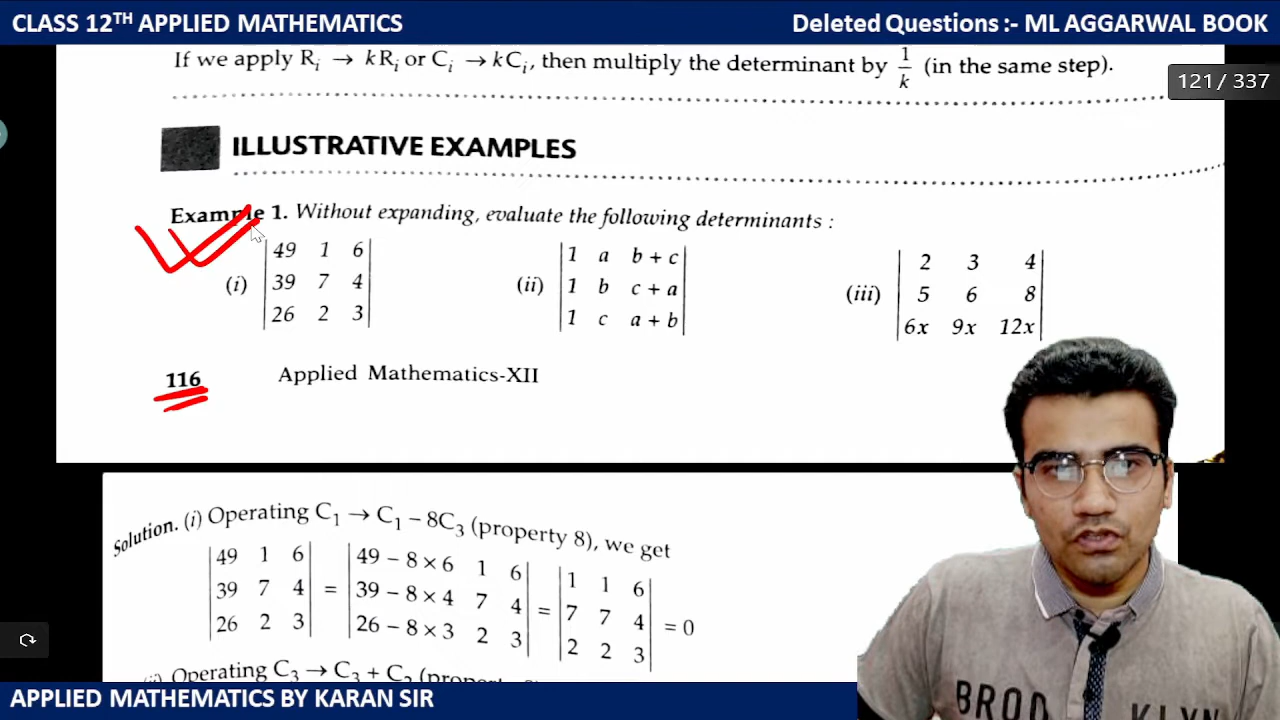 CLASS 12TH APPLIED MATHEMATICS
Deleted Questions :- ML AGGARWAL BOOK
If we apply Rᵢ → kRᵢ or Cᵢ → kCᵢ, then multiply the determinant by 1/k (in the same step).
121 / 337
ILLUSTRATIVE EXAMPLES
Example 1. Without expanding, evaluate the following determinants :
(i) |49 1 6|
|39 7 4|
|26 2 3|
(ii) |1 a b + c|
|1 b c + a|
|1 c a + b|
(iii) |2 3 4|
|5 6 8|
|6x 9x 12x|
116 Applied Mathematics-XII
Solution. (i) Operating C₁ → C₁ – 8C₃ (property 8), we get
|49 1 6| |49 – 8 × 6 1 6| |1 1 6|
|39 7 4| = |39 – 8 × 4 7 4| = |7 7 4| = 0
|26 2 3| |26 – 8 × 3 2 3| |2 2 3|
Operating C₃ → C₃ + C₂
APPLIED MATHEMATICS BY KARAN SIR
BROO KLYN